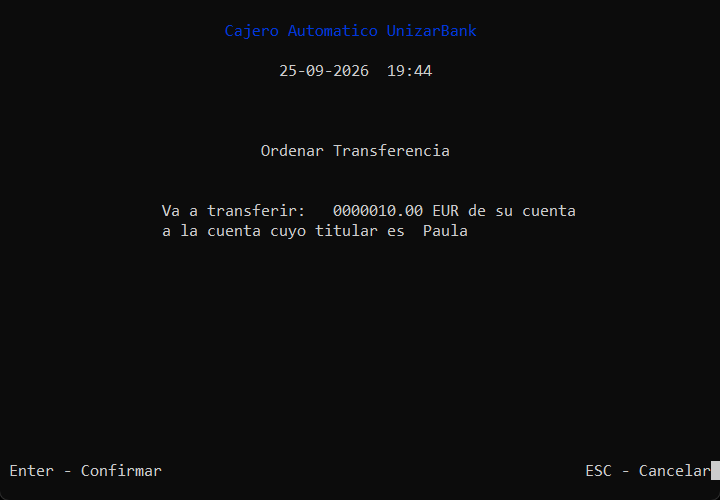 Cajero Automatico UnizarBank
25-09-2026  19:44
Ordenar Transferencia
Va a transferir:   0000010.00 EUR de su cuenta
a la cuenta cuyo titular es  Paula
Enter - Confirmar
ESC - Cancelar